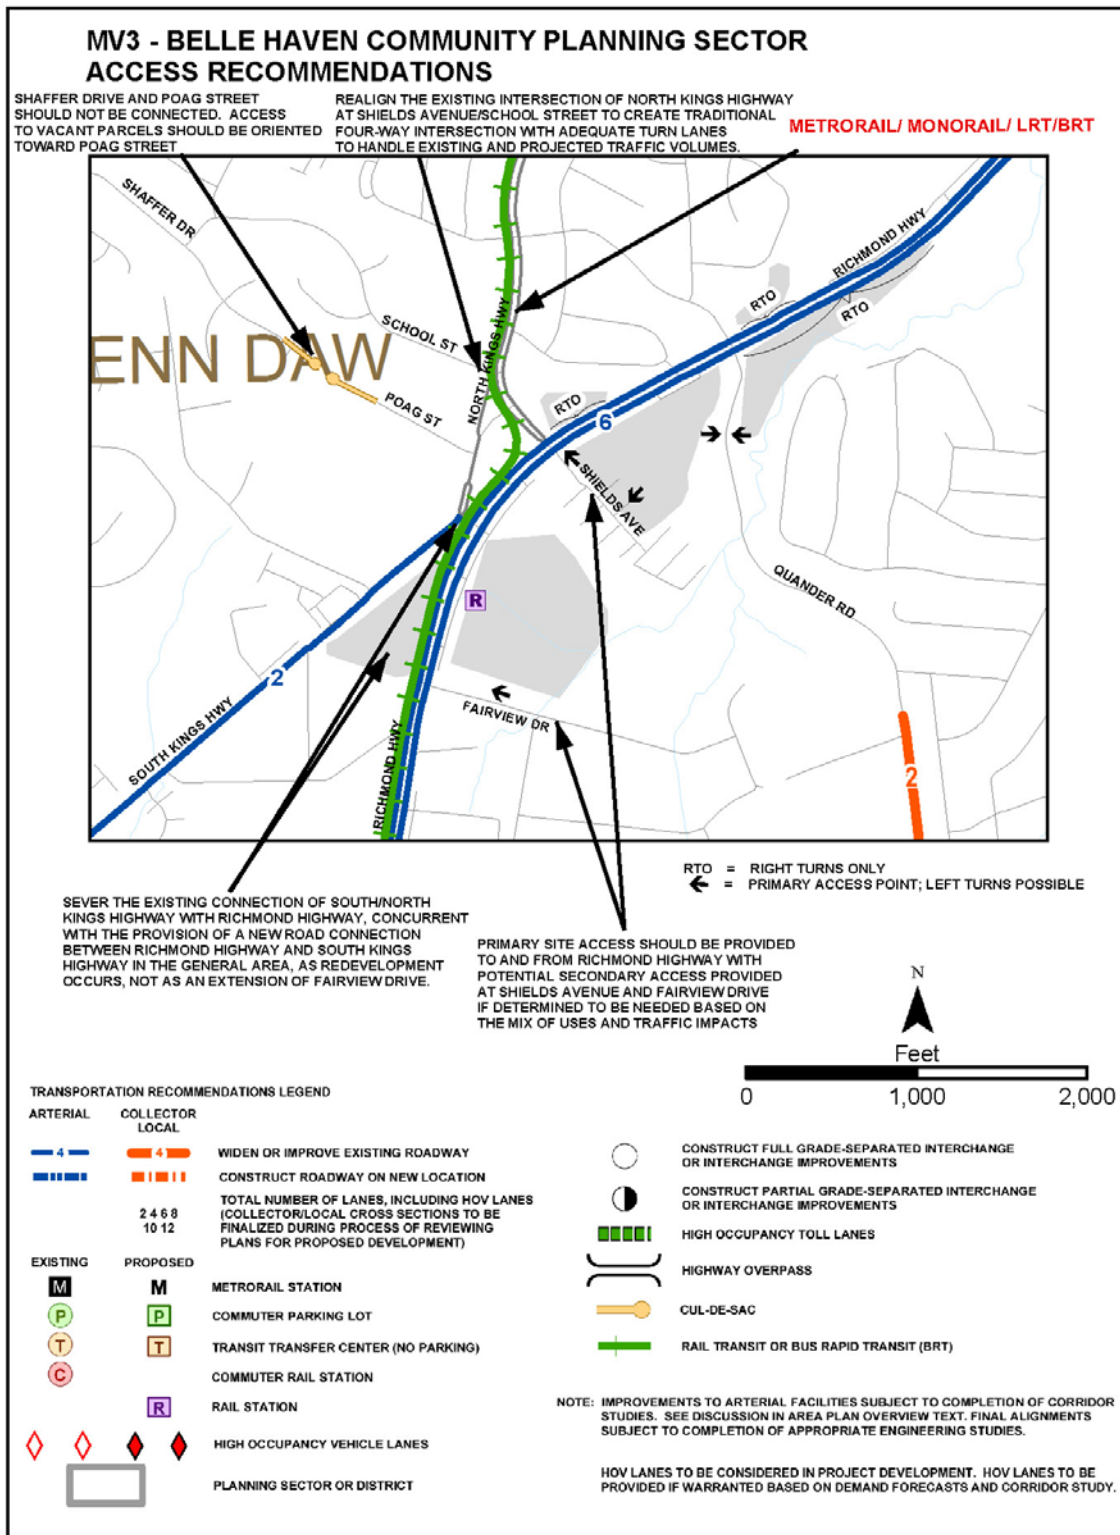 MV3 - BELLE HAVEN COMMUNITY PLANNING SECTOR
ACCESS RECOMMENDATIONS
SHAFFER DRIVE AND POAG STREET
SHOULD NOT BE CONNECTED. ACCESS
TO VACANT PARCELS SHOULD BE ORIENTED
TOWARD POAG STREET
REALIGN THE EXISTING INTERSECTION OF NORTH KINGS HIGHWAY
AT SHIELDS AVENUE/SCHOOL STREET TO CREATE TRADITIONAL
FOUR-WAY INTERSECTION WITH ADEQUATE TURN LANES
TO HANDLE EXISTING AND PROJECTED TRAFFIC VOLUMES.
METRORAIL/ MONORAIL/ LRT/BRT
SHAFFER DR
RICHMOND HWY
RTO
RTO
SCHOOL ST
NORTH KINGS HWY
ENN DAW
POAG ST
RTO
6
SHIELDS AVE
QUANDER RD
R
2
FAIRVIEW DR
SOUTH KINGS HWY
RICHMOND HWY
2
RTO = RIGHT TURNS ONLY
= PRIMARY ACCESS POINT; LEFT TURNS POSSIBLE
SEVER THE EXISTING CONNECTION OF SOUTH/NORTH
KINGS HIGHWAY WITH RICHMOND HIGHWAY, CONCURRENT
WITH THE PROVISION OF A NEW ROAD CONNECTION
BETWEEN RICHMOND HIGHWAY AND SOUTH KINGS
HIGHWAY IN THE GENERAL AREA, AS REDEVELOPMENT
OCCURS, NOT AS AN EXTENSION OF FAIRVIEW DRIVE.
PRIMARY SITE ACCESS SHOULD BE PROVIDED
TO AND FROM RICHMOND HIGHWAY WITH
POTENTIAL SECONDARY ACCESS PROVIDED
AT SHIELDS AVENUE AND FAIRVIEW DRIVE
IF DETERMINED TO BE NEEDED BASED ON
THE MIX OF USES AND TRAFFIC IMPACTS
N
Feet
0 1,000 2,000
TRANSPORTATION RECOMMENDATIONS LEGEND
ARTERIAL
COLLECTOR
LOCAL
4 4 WIDEN OR IMPROVE EXISTING ROADWAY
CONSTRUCT ROADWAY ON NEW LOCATION
2 4 6 8
10 12
TOTAL NUMBER OF LANES, INCLUDING HOV LANES
(COLLECTOR/LOCAL CROSS SECTIONS TO BE
FINALIZED DURING PROCESS OF REVIEWING
PLANS FOR PROPOSED DEVELOPMENT)
EXISTING PROPOSED
M M METRORAIL STATION
P P COMMUTER PARKING LOT
T T TRANSIT TRANSFER CENTER (NO PARKING)
C COMMUTER RAIL STATION
R RAIL STATION
HIGH OCCUPANCY VEHICLE LANES
PLANNING SECTOR OR DISTRICT
CONSTRUCT FULL GRADE-SEPARATED INTERCHANGE
OR INTERCHANGE IMPROVEMENTS
CONSTRUCT PARTIAL GRADE-SEPARATED INTERCHANGE
OR INTERCHANGE IMPROVEMENTS
HIGH OCCUPANCY TOLL LANES
HIGHWAY OVERPASS
CUL-DE-SAC
RAIL TRANSIT OR BUS RAPID TRANSIT (BRT)
NOTE: IMPROVEMENTS TO ARTERIAL FACILITIES SUBJECT TO COMPLETION OF CORRIDOR
STUDIES. SEE DISCUSSION IN AREA PLAN OVERVIEW TEXT. FINAL ALIGNMENTS
SUBJECT TO COMPLETION OF APPROPRIATE ENGINEERING STUDIES.
HOV LANES TO BE CONSIDERED IN PROJECT DEVELOPMENT. HOV LANES TO BE
PROVIDED IF WARRANTED BASED ON DEMAND FORECASTS AND CORRIDOR STUDY.